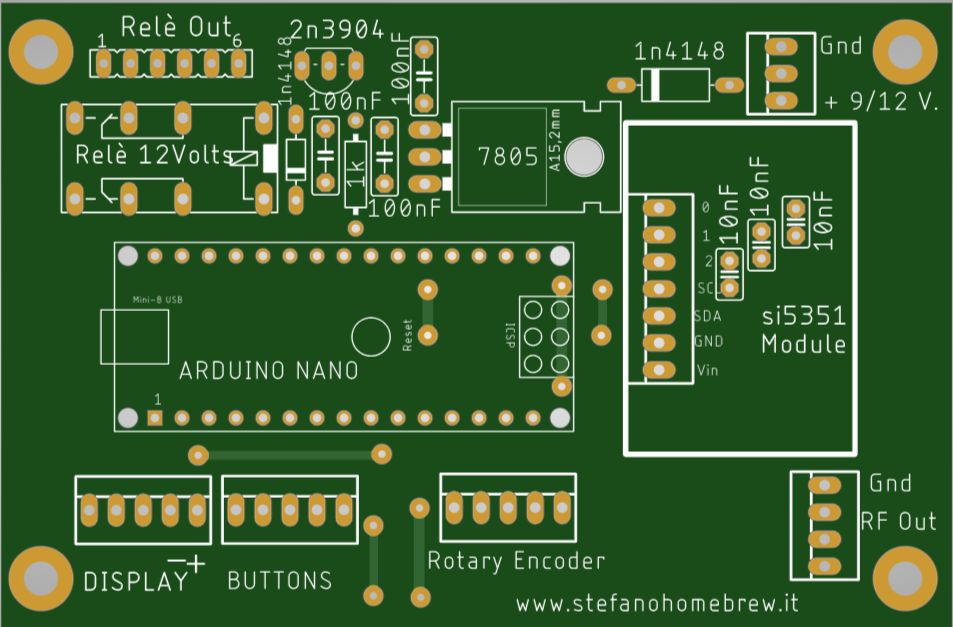 Relè Out
1
6
1n4148
2n3904
100nF
1n4148
Gnd
+ 9/12 V.
100nF
Relè 12Volts
1k
100nF
7805
A15,2mm
0
1
2
SCL
SDA
GND
Vin
10nF
10nF
10nF
si5351
Module
Mini-B USB
Reset
ICSP
ARDUINO NANO
1
Gnd
RF Out
DISPLAY
−+
BUTTONS
Rotary Encoder
www.stefanohomebrew.it